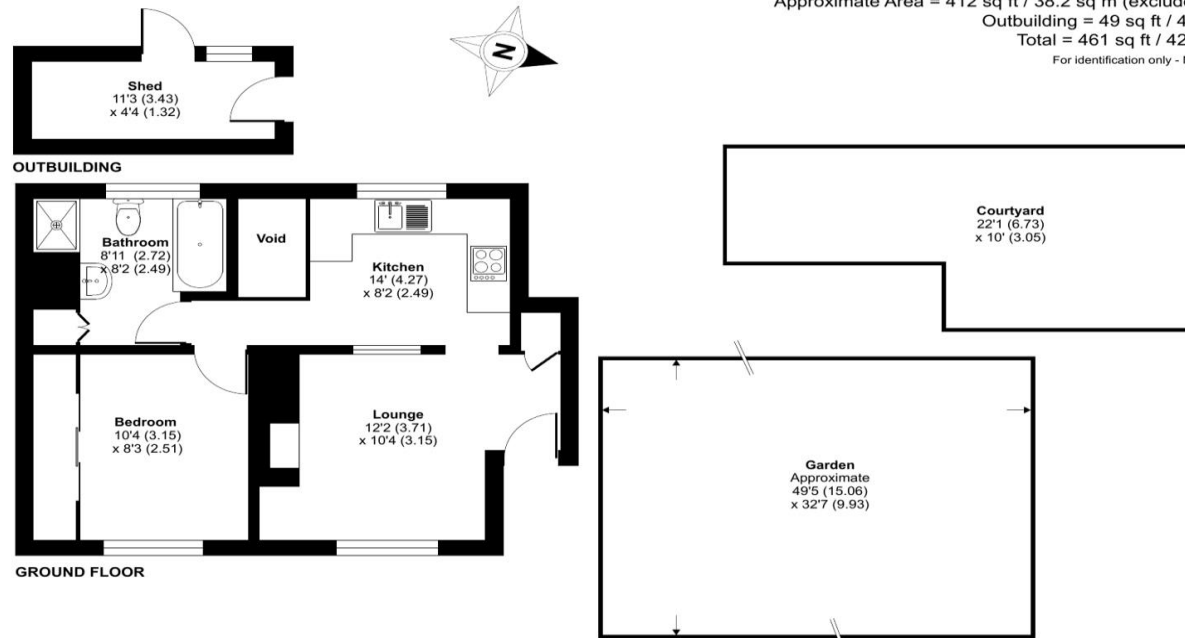 Approximate Area = 412 sq ft / 38.2 sq m (exclude
Outbuilding = 49 sq ft / 4
Total = 461 sq ft / 42
For identification only -
N
Shed
11'3 (3.43)
x 4'4 (1.32)
OUTBUILDING
Bathroom
8'11 (2.72)
x 8'2 (2.49)
Void
Kitchen
14' (4.27)
x 8'2 (2.49)
Courtyard
22'1 (6.73)
x 10' (3.05)
Bedroom
10'4 (3.15)
x 8'3 (2.51)
Lounge
12'2 (3.71)
x 10'4 (3.15)
Garden
Approximate
49'5 (15.06)
x 32'7 (9.93)
GROUND FLOOR